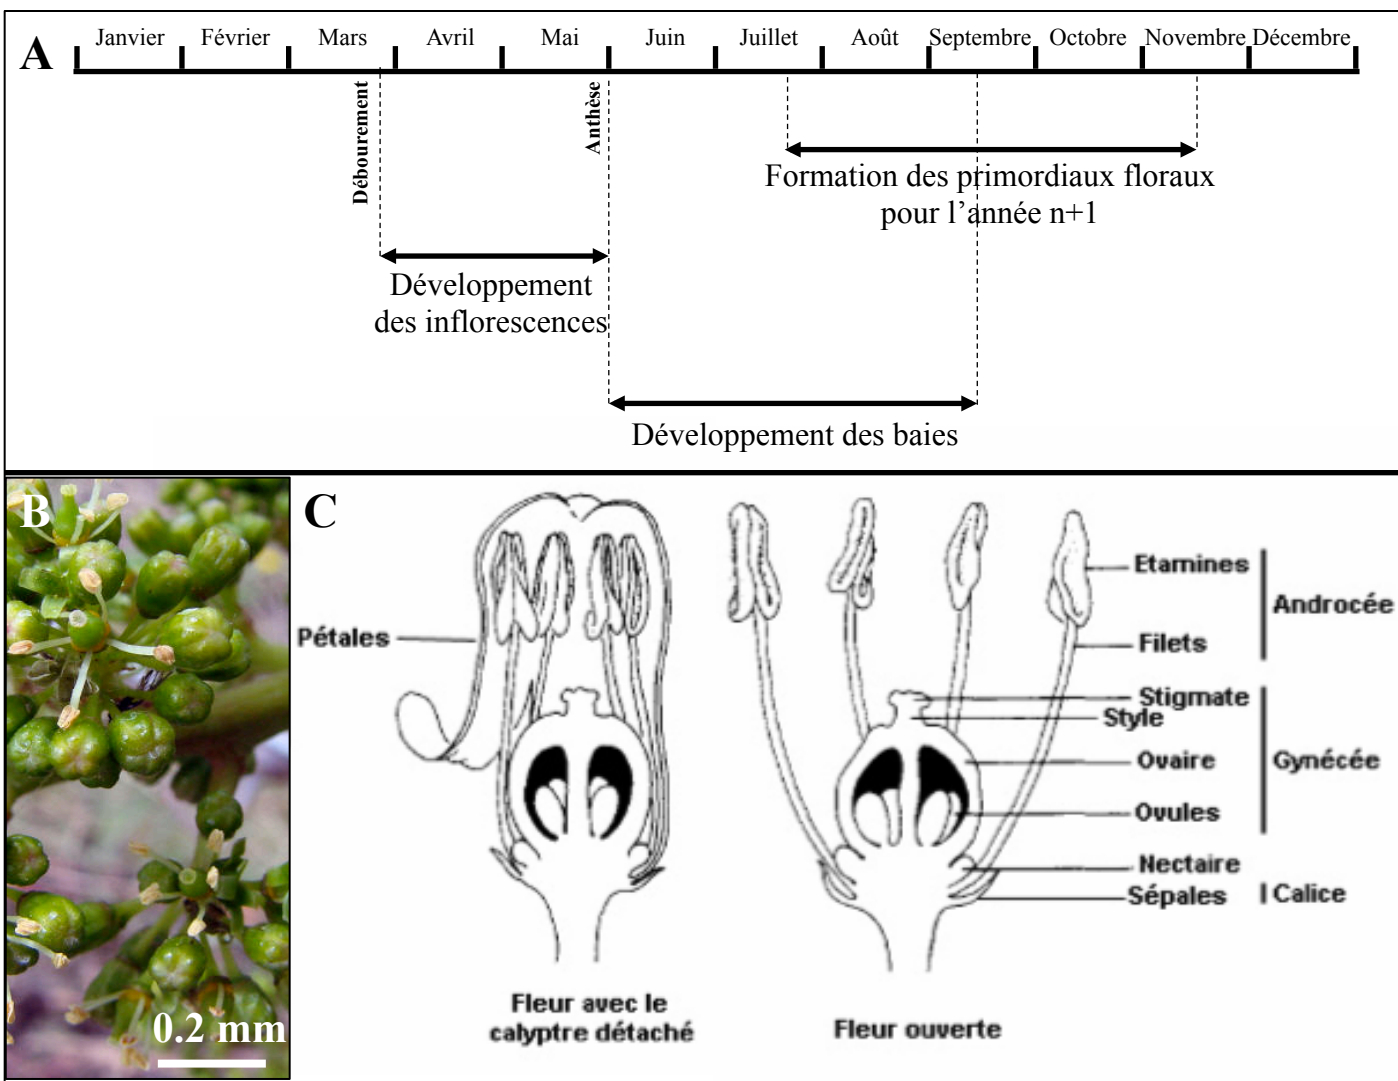 A
Janvier Février Mars Avril Mai Juin Juillet Août Septembre Octobre Novembre Décembre
Débourement
Anthèse
Formation des primordiaux floraux
pour l’année n+1
Développement
des inflorescences
Développement des baies
B
0.2 mm
C
Pétales
Etamines
Androcée
Filets
Stigmate
Style
Ovaire
Gynécée
Ovules
Nectaire
Sépales
Calice
Fleur avec le
calyptre détaché
Fleur ouverte